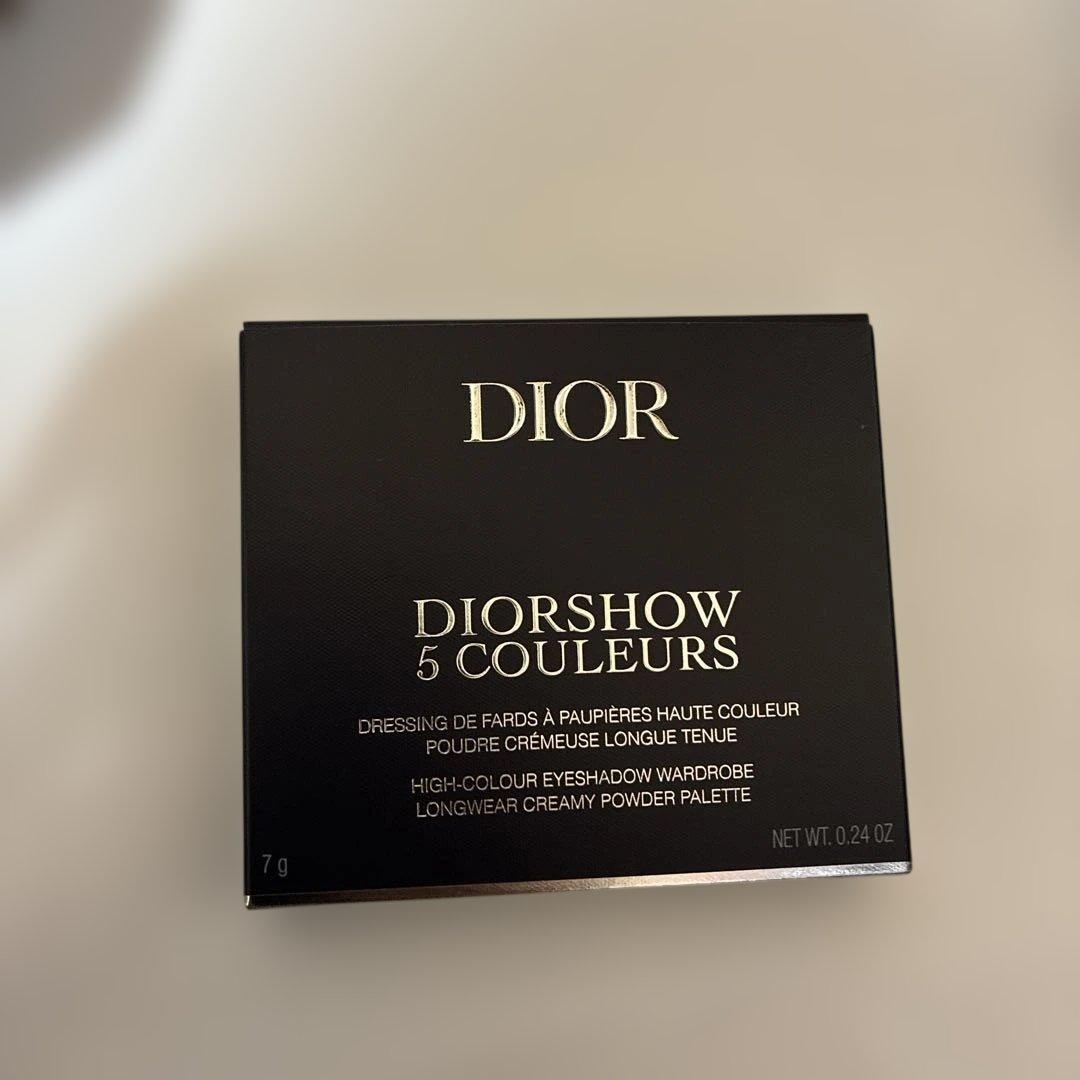 DIOR
DIORSHOW
5 COULEURS
DRESSING DE FARDS À PAUPIÈRES HAUTE COULEUR
POUDRE CRÉMEUSE LONGUE TENUE
HIGH-COLOUR EYESHADOW WARDROBE
LONGWEAR CREAMY POWDER PALETTE
7 g
NET WT. 0.24 OZ